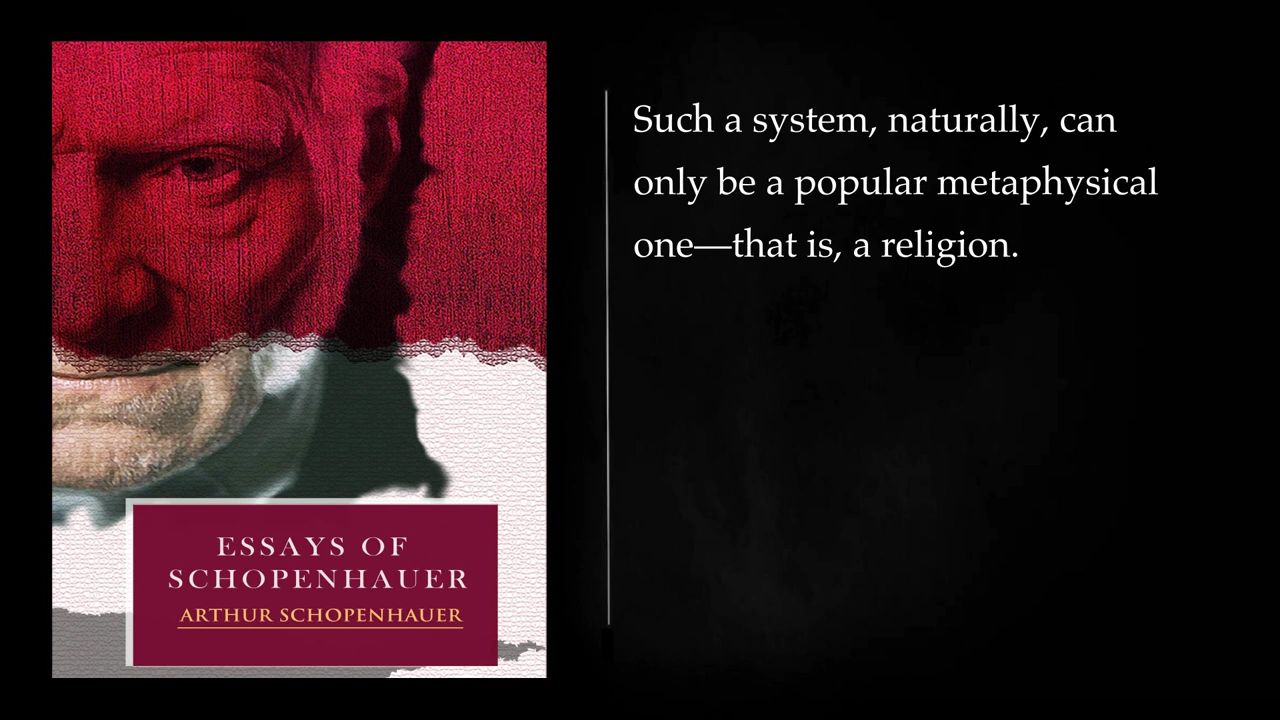 ESSAYS OF
SCHOPENHAUER
ARTHUR SCHOPENHAUER
Such a system, naturally, can
only be a popular metaphysical
one—that is, a religion.